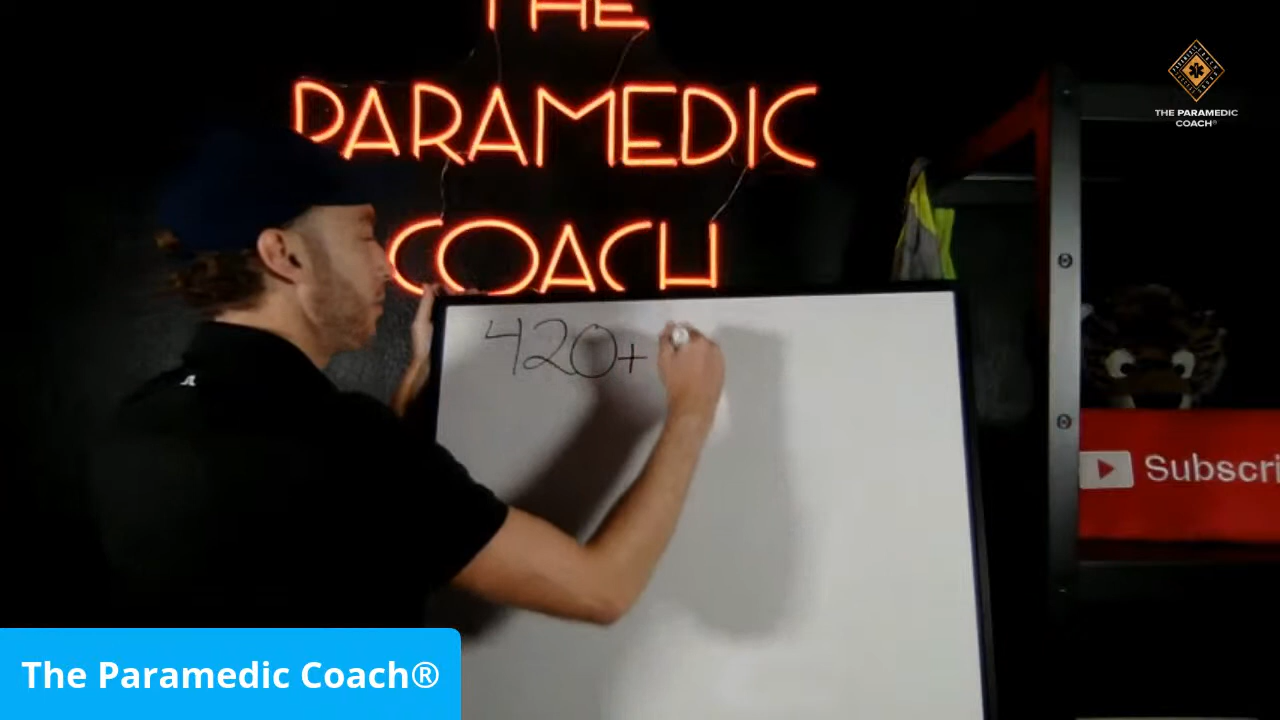 THE
PARAMEDIC
COACH
THE PARAMEDIC
COACH®
420+
Subscri
The Paramedic Coach®